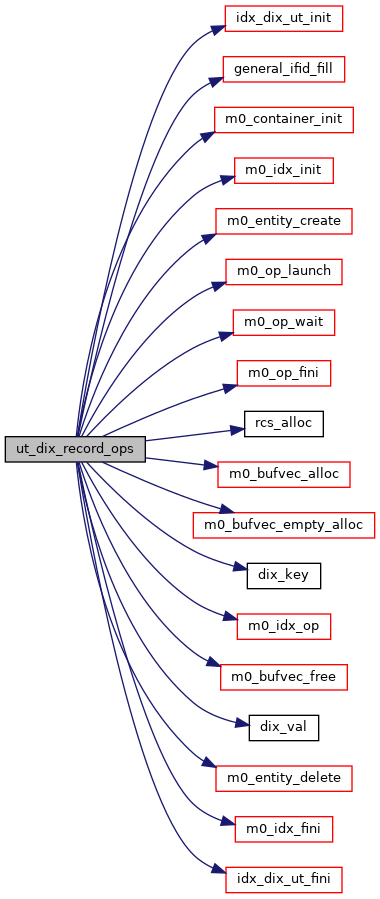 idx_dix_ut_init
general_ifid_fill
m0_container_init
m0_idx_init
m0_entity_create
m0_op_launch
m0_op_wait
m0_op_fini
rcs_alloc
ut_dix_record_ops
m0_bufvec_alloc
m0_bufvec_empty_alloc
dix_key
m0_idx_op
m0_bufvec_free
dix_val
m0_entity_delete
m0_idx_fini
idx_dix_ut_fini